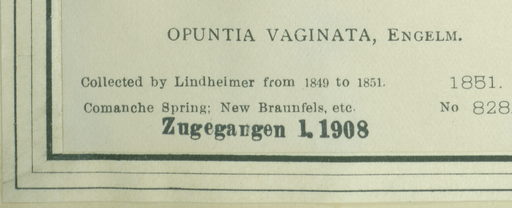 OPUNTIA VAGINATA, ENGELM.
Collected by Lindheimer from 1849 to 1851. 1851.
Comanche Spring; New Braunfels, etc. No 828
Zugegangen 1. 1908